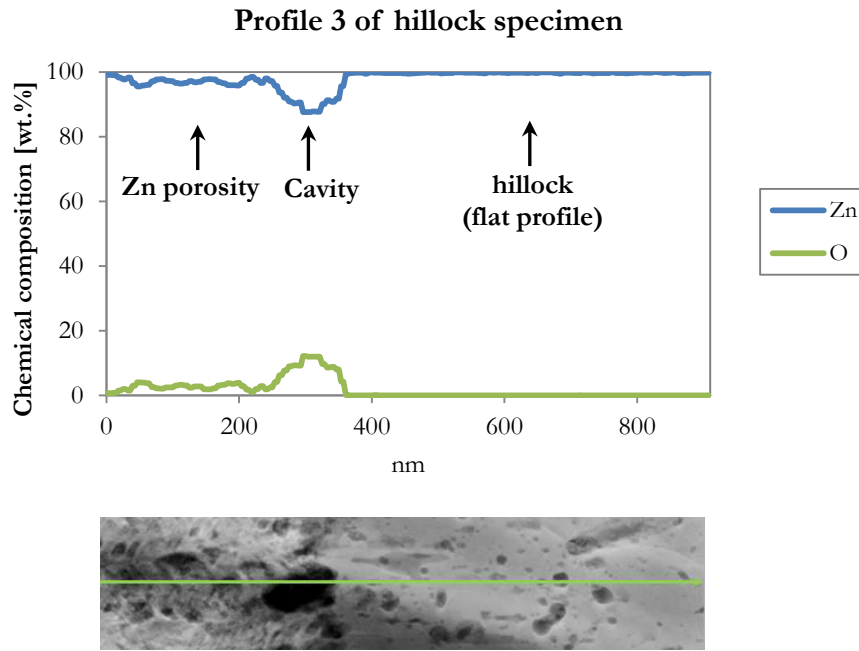 Profile 3 of hillock specimen
Chemical composition [wt.%]
100
80
60
40
20
0
Zn porosity
Cavity
hillock
(flat profile)
Zn
O
0 200 400 600 800
nm